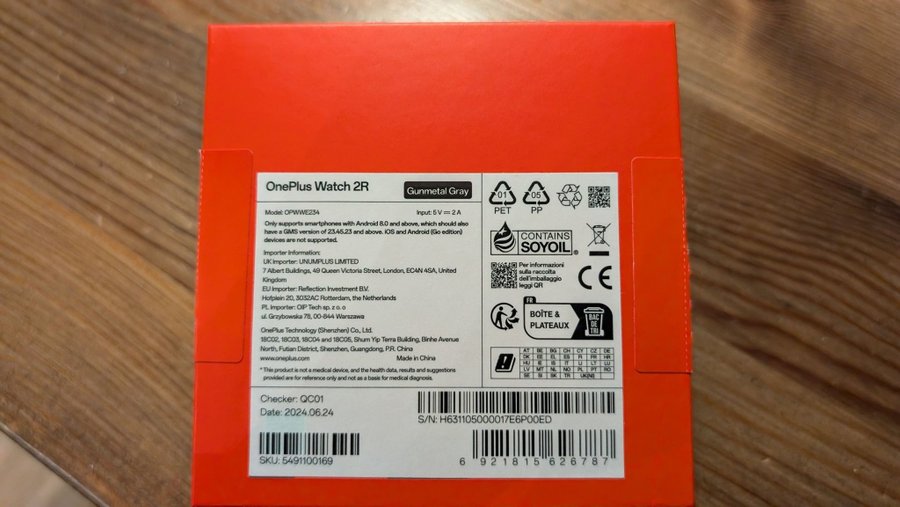 OnePlus Watch 2R
Gunmetal Gray
Model: OPWWE234
Input: 5 V ⎓ 2 A
Only supports smartphones with Android 8.0 and above, which should also
have a GMS version of 23.45.23 and above. iOS and Android (Go edition)
devices are not supported.
Importer Information:
UK Importer: UNUMPLUS LIMITED
7 Albert Buildings, 49 Queen Victoria Street, London, EC4N 4SA, United
Kingdom
EU Importer: Reflection Investment B.V.
Hofplein 20, 3032AC Rotterdam, the Netherlands
PL Importer: OIP Tech sp. z o o
ul. Grzybowska 78, 00-844 Warszawa
OnePlus Technology (Shenzhen) Co., Ltd.
18C02, 18C03, 18C04 and 18C05, Shum Yip Terra Building, Binhe Avenue
North, Futian District, Shenzhen, Guangdong, P.R. China
www.oneplus.com
Made in China
* This product is not a medical device, and the health data, results and suggestions
provided are for reference only and not as a basis for medical diagnosis.
01
PET
05
PP
CONTAINS
SOYOIL®
Per informazioni
sulla raccolta
dell'imballaggio
leggi QR
CE
FR
BOÎTE &
PLATEAUX
BAC
DE
TRI
AT BE BG CH CY CZ DE
DK EE EL ES FI FR HR
HU IE IS IT LI LT LU
LV MT NL NO PL PT RO
SE SI SK TR UK(NI)
Checker: QC01
Date: 2024.06.24
S/N: H631105000017E6P00ED
SKU: 5491100169
6 921815 626787